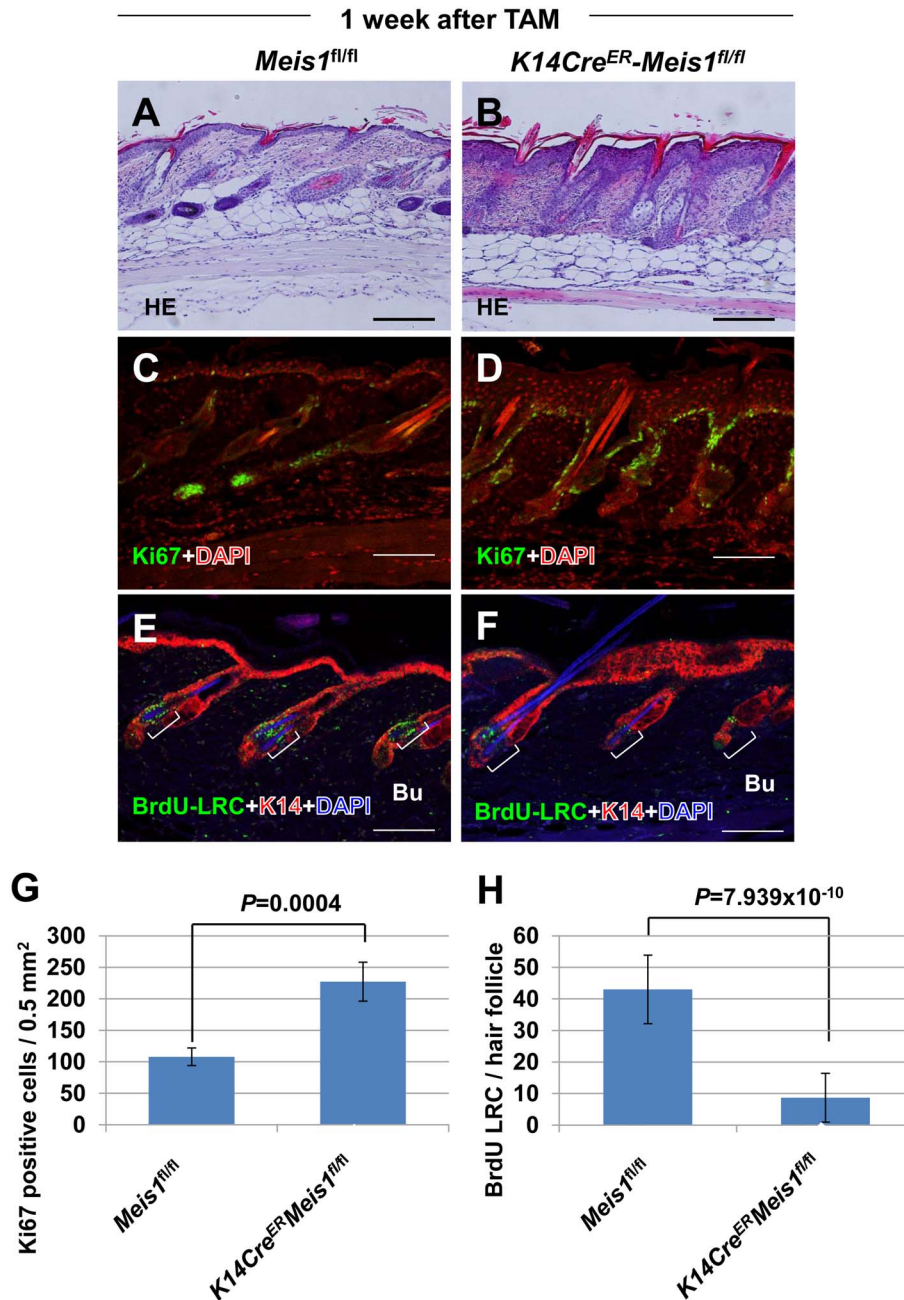 1 week after TAM
Meis1fl/fl
K14CreER-Meis1fl/fl
A
B
HE
HE
C
D
Ki67+DAPI
Ki67+DAPI
E
F
Bu
Bu
BrdU-LRC+K14+DAPI
BrdU-LRC+K14+DAPI
G
P=0.0004
Ki67 positive cells / 0.5 mm2
300
250
200
150
100
50
0
Meis1fl/fl
K14CreERMeis1fl/fl
H
P=7.939x10-10
BrdU LRC / hair follicle
60
50
40
30
20
10
0
Meis1fl/fl
K14CreERMeis1fl/fl